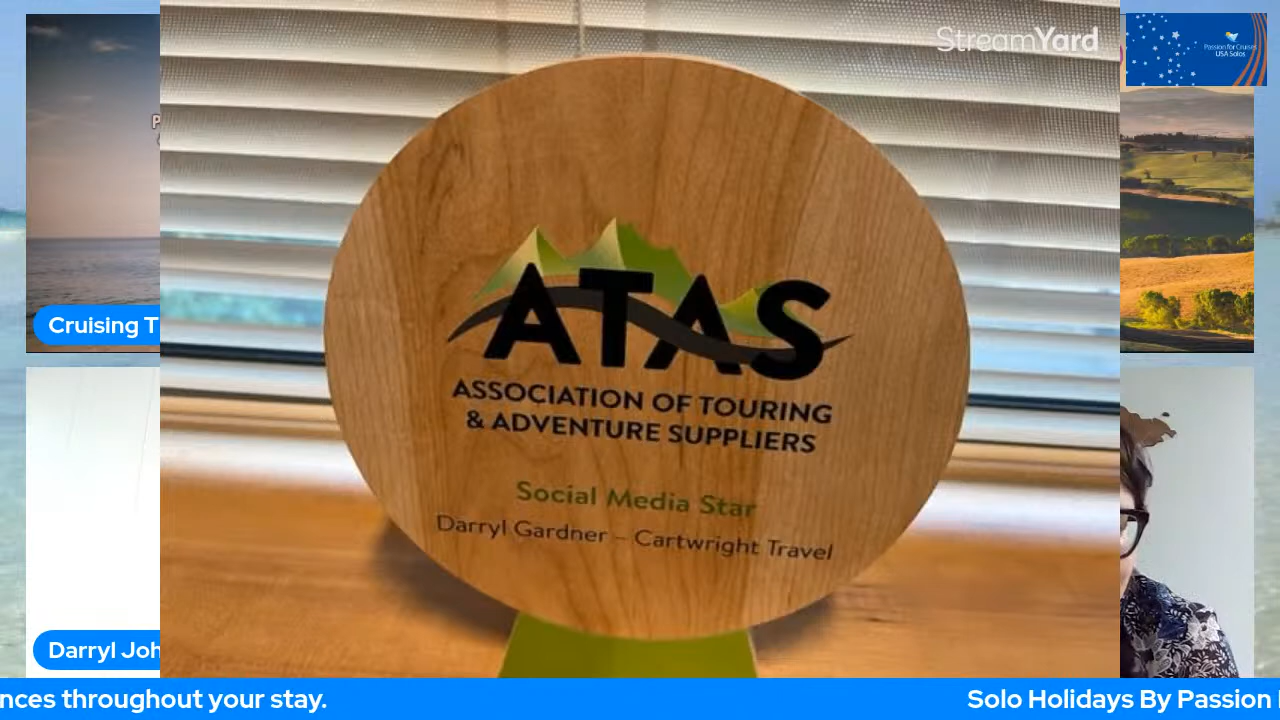 StreamYard
Passion for Cruises
USA Solos
Cruising T
ATAS
ASSOCIATION OF TOURING
& ADVENTURE SUPPLIERS
Social Media Star
Darryl Gardner – Cartwright Travel
Darryl Joh
nces throughout your stay.
Solo Holidays By Passion